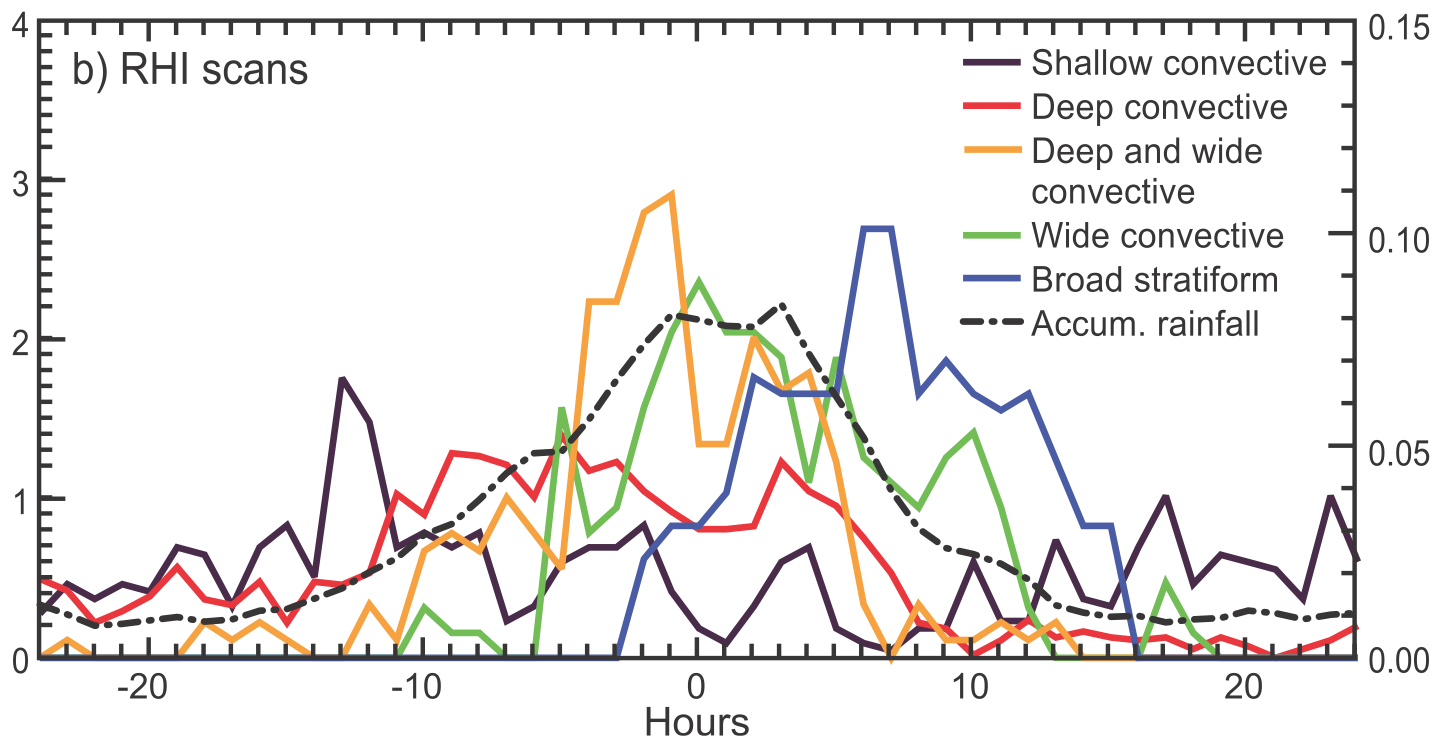 4
0.15
b) RHI scans
Shallow convective
Deep convective
Deep and wide
convective
Wide convective
Broad stratiform
Accum. rainfall
3
0.10
2
0.05
1
0
0.00
-20
-10
0
10
20
Hours